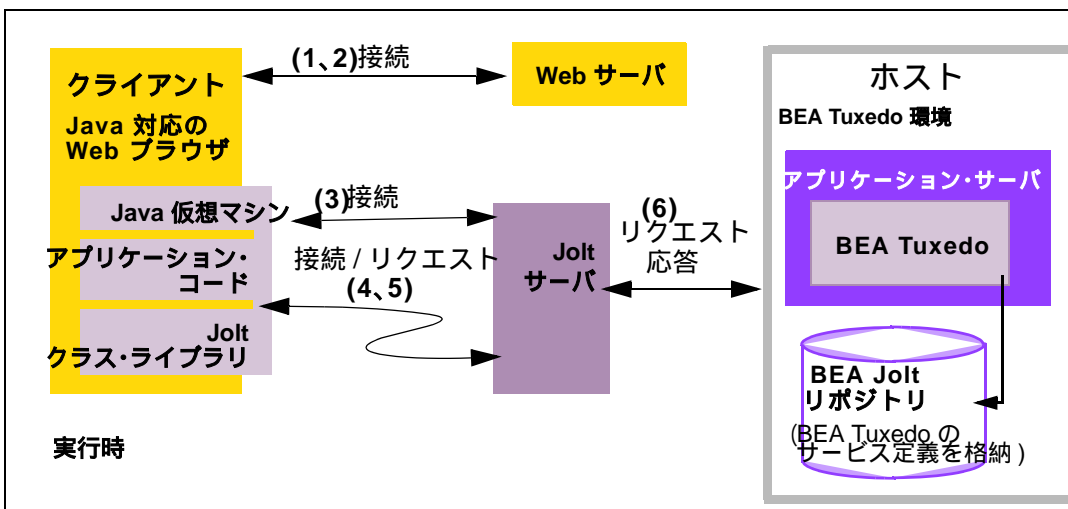 クライアント
Java 対応の
Web ブラウザ
Java 仮想マシン
アプリケーション・
コード
Jolt
クラス・ライブラリ
実行時
(1、2)接続
Web サーバ
(3)接続
接続 / リクエスト
(4、5)
Jolt
サーバ
(6)
リクエスト
応答
ホスト
BEA Tuxedo 環境
アプリケーション・サーバ
BEA Tuxedo
BEA Jolt
リポジトリ
(BEA Tuxedo の
サービス定義を格納 )